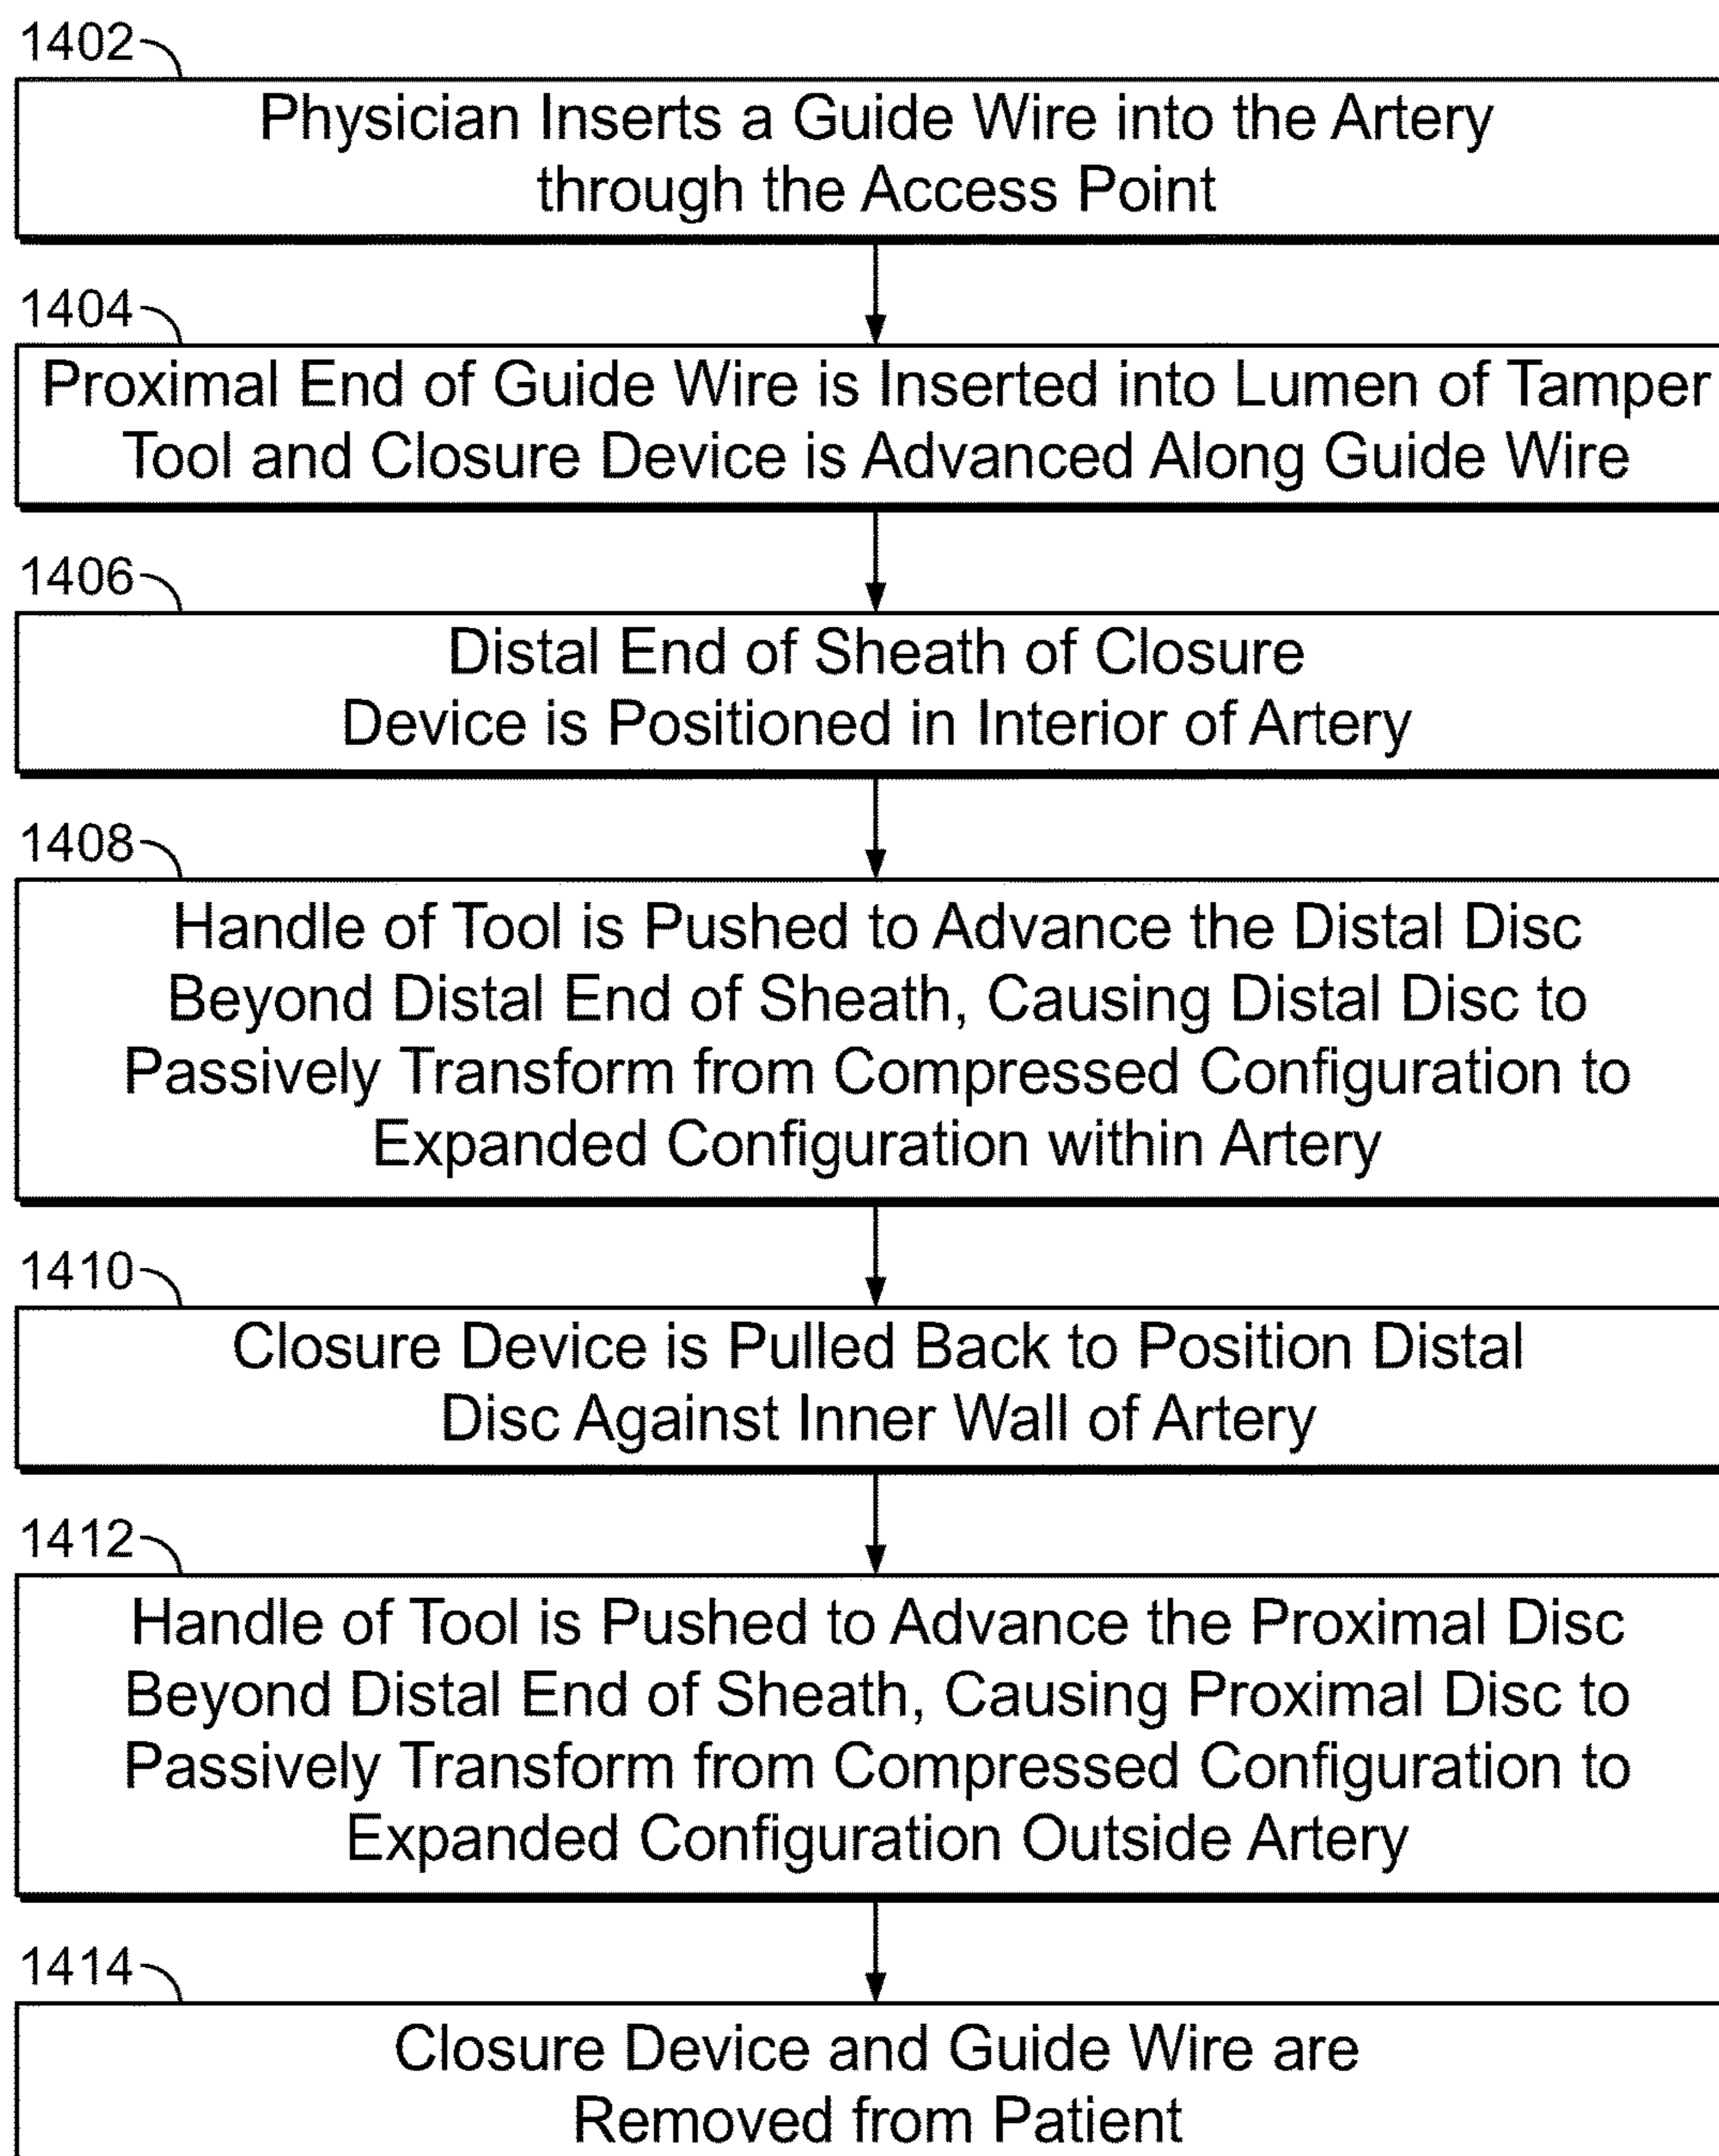 1402
Physician Inserts a Guide Wire into the Artery
through the Access Point
1404
Proximal End of Guide Wire is Inserted into Lumen of Tamper
Tool and Closure Device is Advanced Along Guide Wire
1406
Distal End of Sheath of Closure
Device is Positioned in Interior of Artery
1408
Handle of Tool is Pushed to Advance the Distal Disc
Beyond Distal End of Sheath, Causing Distal Disc to
Passively Transform from Compressed Configuration to
Expanded Configuration within Artery
1410
Closure Device is Pulled Back to Position Distal
Disc Against Inner Wall of Artery
1412
Handle of Tool is Pushed to Advance the Proximal Disc
Beyond Distal End of Sheath, Causing Proximal Disc to
Passively Transform from Compressed Configuration to
Expanded Configuration Outside Artery
1414
Closure Device and Guide Wire are
Removed from Patient